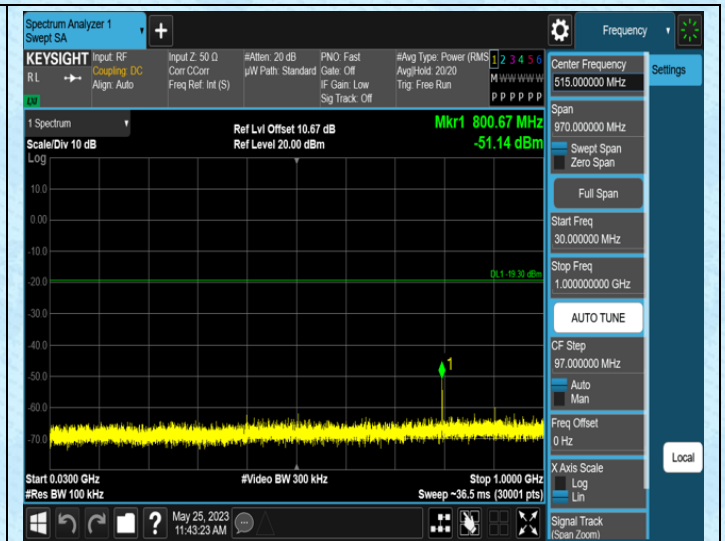 Spectrum Analyzer 1
Swept SA
Frequency
KEYSIGHT
RL
LXI
Input: RF
Coupling: DC
Align: Auto
Input Z: 50 Ω
Corr CCorr
Freq Ref: Int (S)
#Atten: 20 dB
µW Path: Standard
PNO: Fast
Gate: Off
IF Gain: Low
Sig Track: Off
#Avg Type: Power (RMS
Avg|Hold: 20/20
Trig: Free Run
1 2 3 4 5 6
M W W W W W
P P P P P P
1 Spectrum
Scale/Div 10 dB
Log
Ref Lvl Offset 10.67 dB
Ref Level 20.00 dBm
Mkr1 800.67 MHz
-51.14 dBm
10.0
0.00
-10.0
-20.0
DL1 -19.30 dBm
-30.0
-40.0
1
-50.0
-60.0
-70.0
Start 0.0300 GHz
#Res BW 100 kHz
#Video BW 300 kHz
Stop 1.0000 GHz
Sweep ~36.5 ms (30001 pts)
?
May 25, 2023
11:43:23 AM
Center Frequency
515.000000 MHz
Span
970.000000 MHz
Swept Span
Zero Span
Full Span
Start Freq
30.000000 MHz
Stop Freq
1.000000000 GHz
AUTO TUNE
CF Step
97.000000 MHz
Auto
Man
Freq Offset
0 Hz
X Axis Scale
Log
Lin
Signal Track
(Span Zoom)
Settings
Local